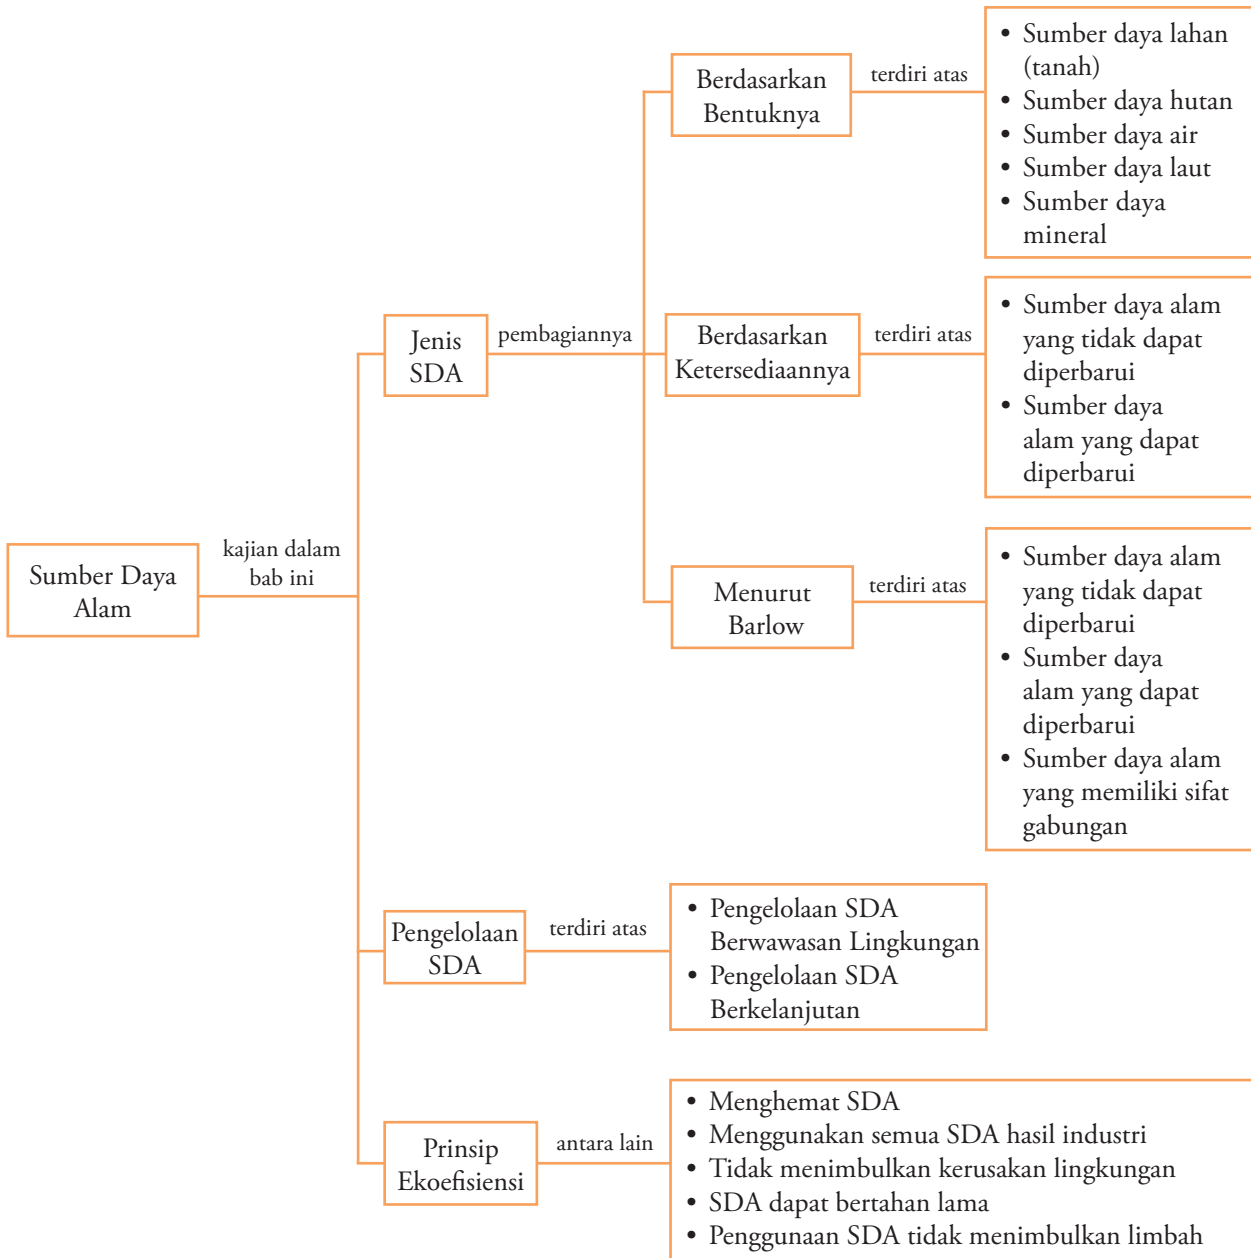 Sumber Daya
Alam
kajian dalam
bab ini
Jenis
SDA
pembagiannya
Berdasarkan
Bentuknya
terdiri atas
• Sumber daya lahan
(tanah)
• Sumber daya hutan
• Sumber daya air
• Sumber daya laut
• Sumber daya
mineral
Berdasarkan
Ketersediaannya
terdiri atas
• Sumber daya alam
yang tidak dapat
diperbarui
• Sumber daya
alam yang dapat
diperbarui
Menurut
Barlow
terdiri atas
• Sumber daya alam
yang tidak dapat
diperbarui
• Sumber daya
alam yang dapat
diperbarui
• Sumber daya alam
yang memiliki sifat
gabungan
Pengelolaan
SDA
terdiri atas
• Pengelolaan SDA
Berwawasan Lingkungan
• Pengelolaan SDA
Berkelanjutan
Prinsip
Ekoefisiensi
antara lain
• Menghemat SDA
• Menggunakan semua SDA hasil industri
• Tidak menimbulkan kerusakan lingkungan
• SDA dapat bertahan lama
• Penggunaan SDA tidak menimbulkan limbah